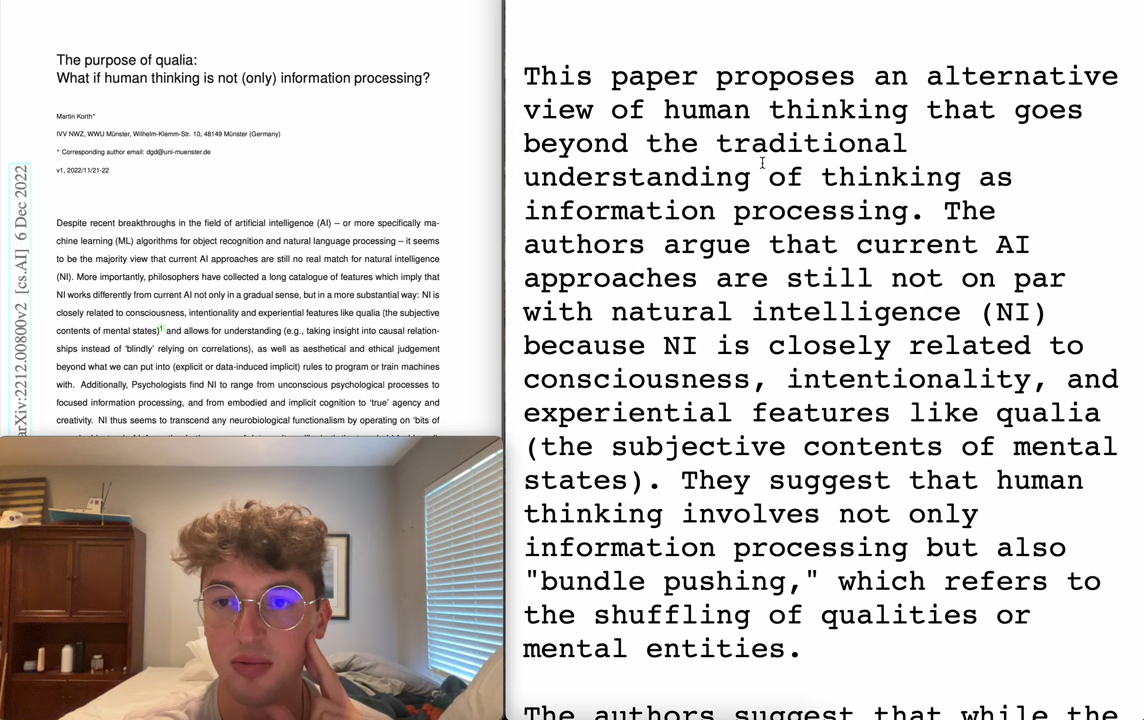 The purpose of qualia:
What if human thinking is not (only) information processing?
Martin Korth*
IVV NWZ, WWU Münster, Wilhelm-Klemm-Str. 10, 48149 Münster (Germany)
* Corresponding author email: dgd@uni-muenster.de
v1, 2022/11/21-22
arXiv:2212.00800v2 [cs.AI] 6 Dec 2022
Despite recent breakthroughs in the field of artificial intelligence (AI) – or more specifically ma-
chine learning (ML) algorithms for object recognition and natural language processing – it seems
to be the majority view that current AI approaches are still no real match for natural intelligence
(NI). More importantly, philosophers have collected a long catalogue of features which imply that
NI works differently from current AI not only in a gradual sense, but in a more substantial way: NI is
closely related to consciousness, intentionality and experiential features like qualia (the subjective
contents of mental states)1 and allows for understanding (e.g., taking insight into causal relation-
ships instead of 'blindly' relying on correlations), as well as aesthetical and ethical judgement
beyond what we can put into (explicit or data-induced implicit) rules to program or train machines
with. Additionally, Psychologists find NI to range from unconscious psychological processes to
focused information processing, and from embodied and implicit cognition to 'true' agency and
creativity. NI thus seems to transcend any neurobiological functionalism by operating on 'bits of
This paper proposes an alternative
view of human thinking that goes
beyond the traditional
understanding of thinking as
information processing. The
authors argue that current AI
approaches are still not on par
with natural intelligence (NI)
because NI is closely related to
consciousness, intentionality, and
experiential features like qualia
(the subjective contents of mental
states). They suggest that human
thinking involves not only
information processing but also
"bundle pushing," which refers to
the shuffling of qualities or
mental entities.
The authors suggest that while the